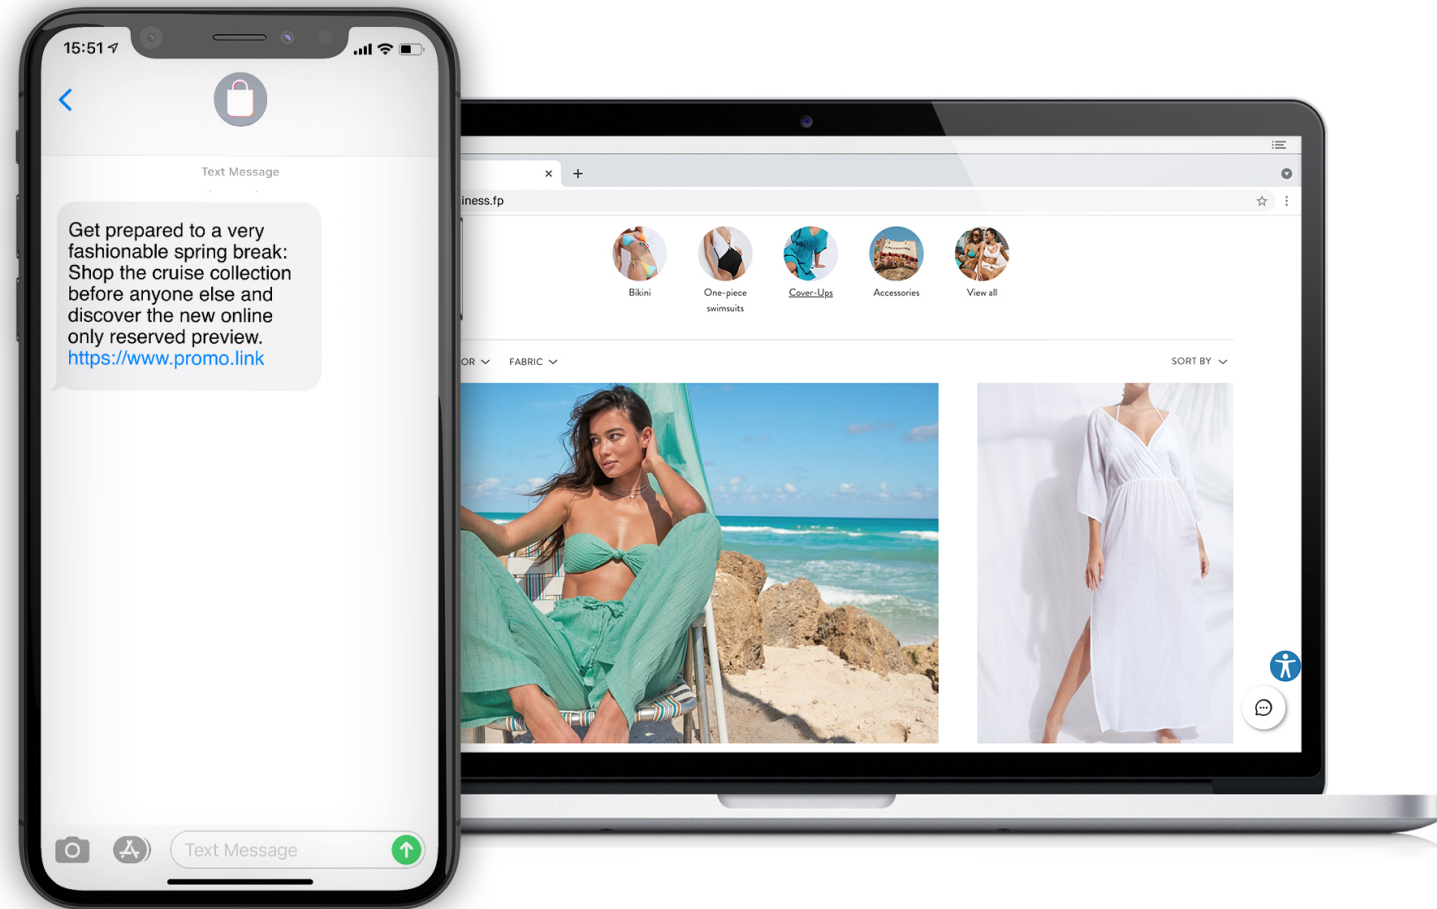 15:51
Text Message
Get prepared to a very
fashionable spring break:
Shop the cruise collection
before anyone else and
discover the new online
only reserved preview.
https://www.promo.link
Text Message
iness.fp
Bikini
One-piece
swimsuits
Cover-Ups
Accessories
View all
OR
FABRIC
SORT BY